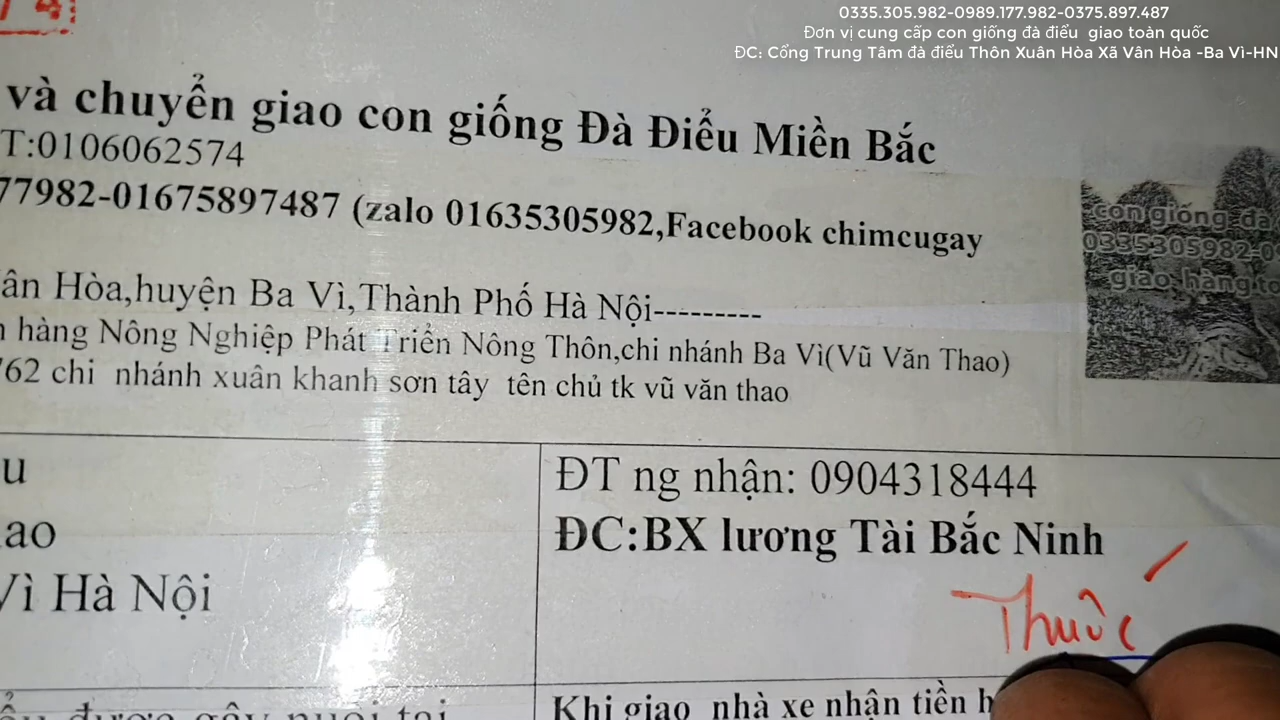 0335.305.982-0989.177.982-0375.897.487
Đơn vị cung cấp con giống đà điểu giao toàn quốc
ĐC: Cổng Trung Tâm đà điểu Thôn Xuân Hòa Xã Vân Hòa -Ba Vì-HN
và chuyển giao con giống Đà Điểu Miền Bắc
T:0106062574
77982-01675897487 (zalo 01635305982,Facebook chimcugay
con giống đà
0335305982-0
giao hàng to
ân Hòa,huyện Ba Vì,Thành Phố Hà Nội---------
hàng Nông Nghiệp Phát Triển Nông Thôn,chi nhánh Ba Vì(Vũ Văn Thao)
762 chi nhánh xuân khanh sơn tây tên chủ tk vũ văn thao
u
ao
Vì Hà Nội
ĐT ng nhận: 0904318444
ĐC:BX lương Tài Bắc Ninh
Thuốc
được gây nuôi tại
Khi giao nhà xe nhận tiền h